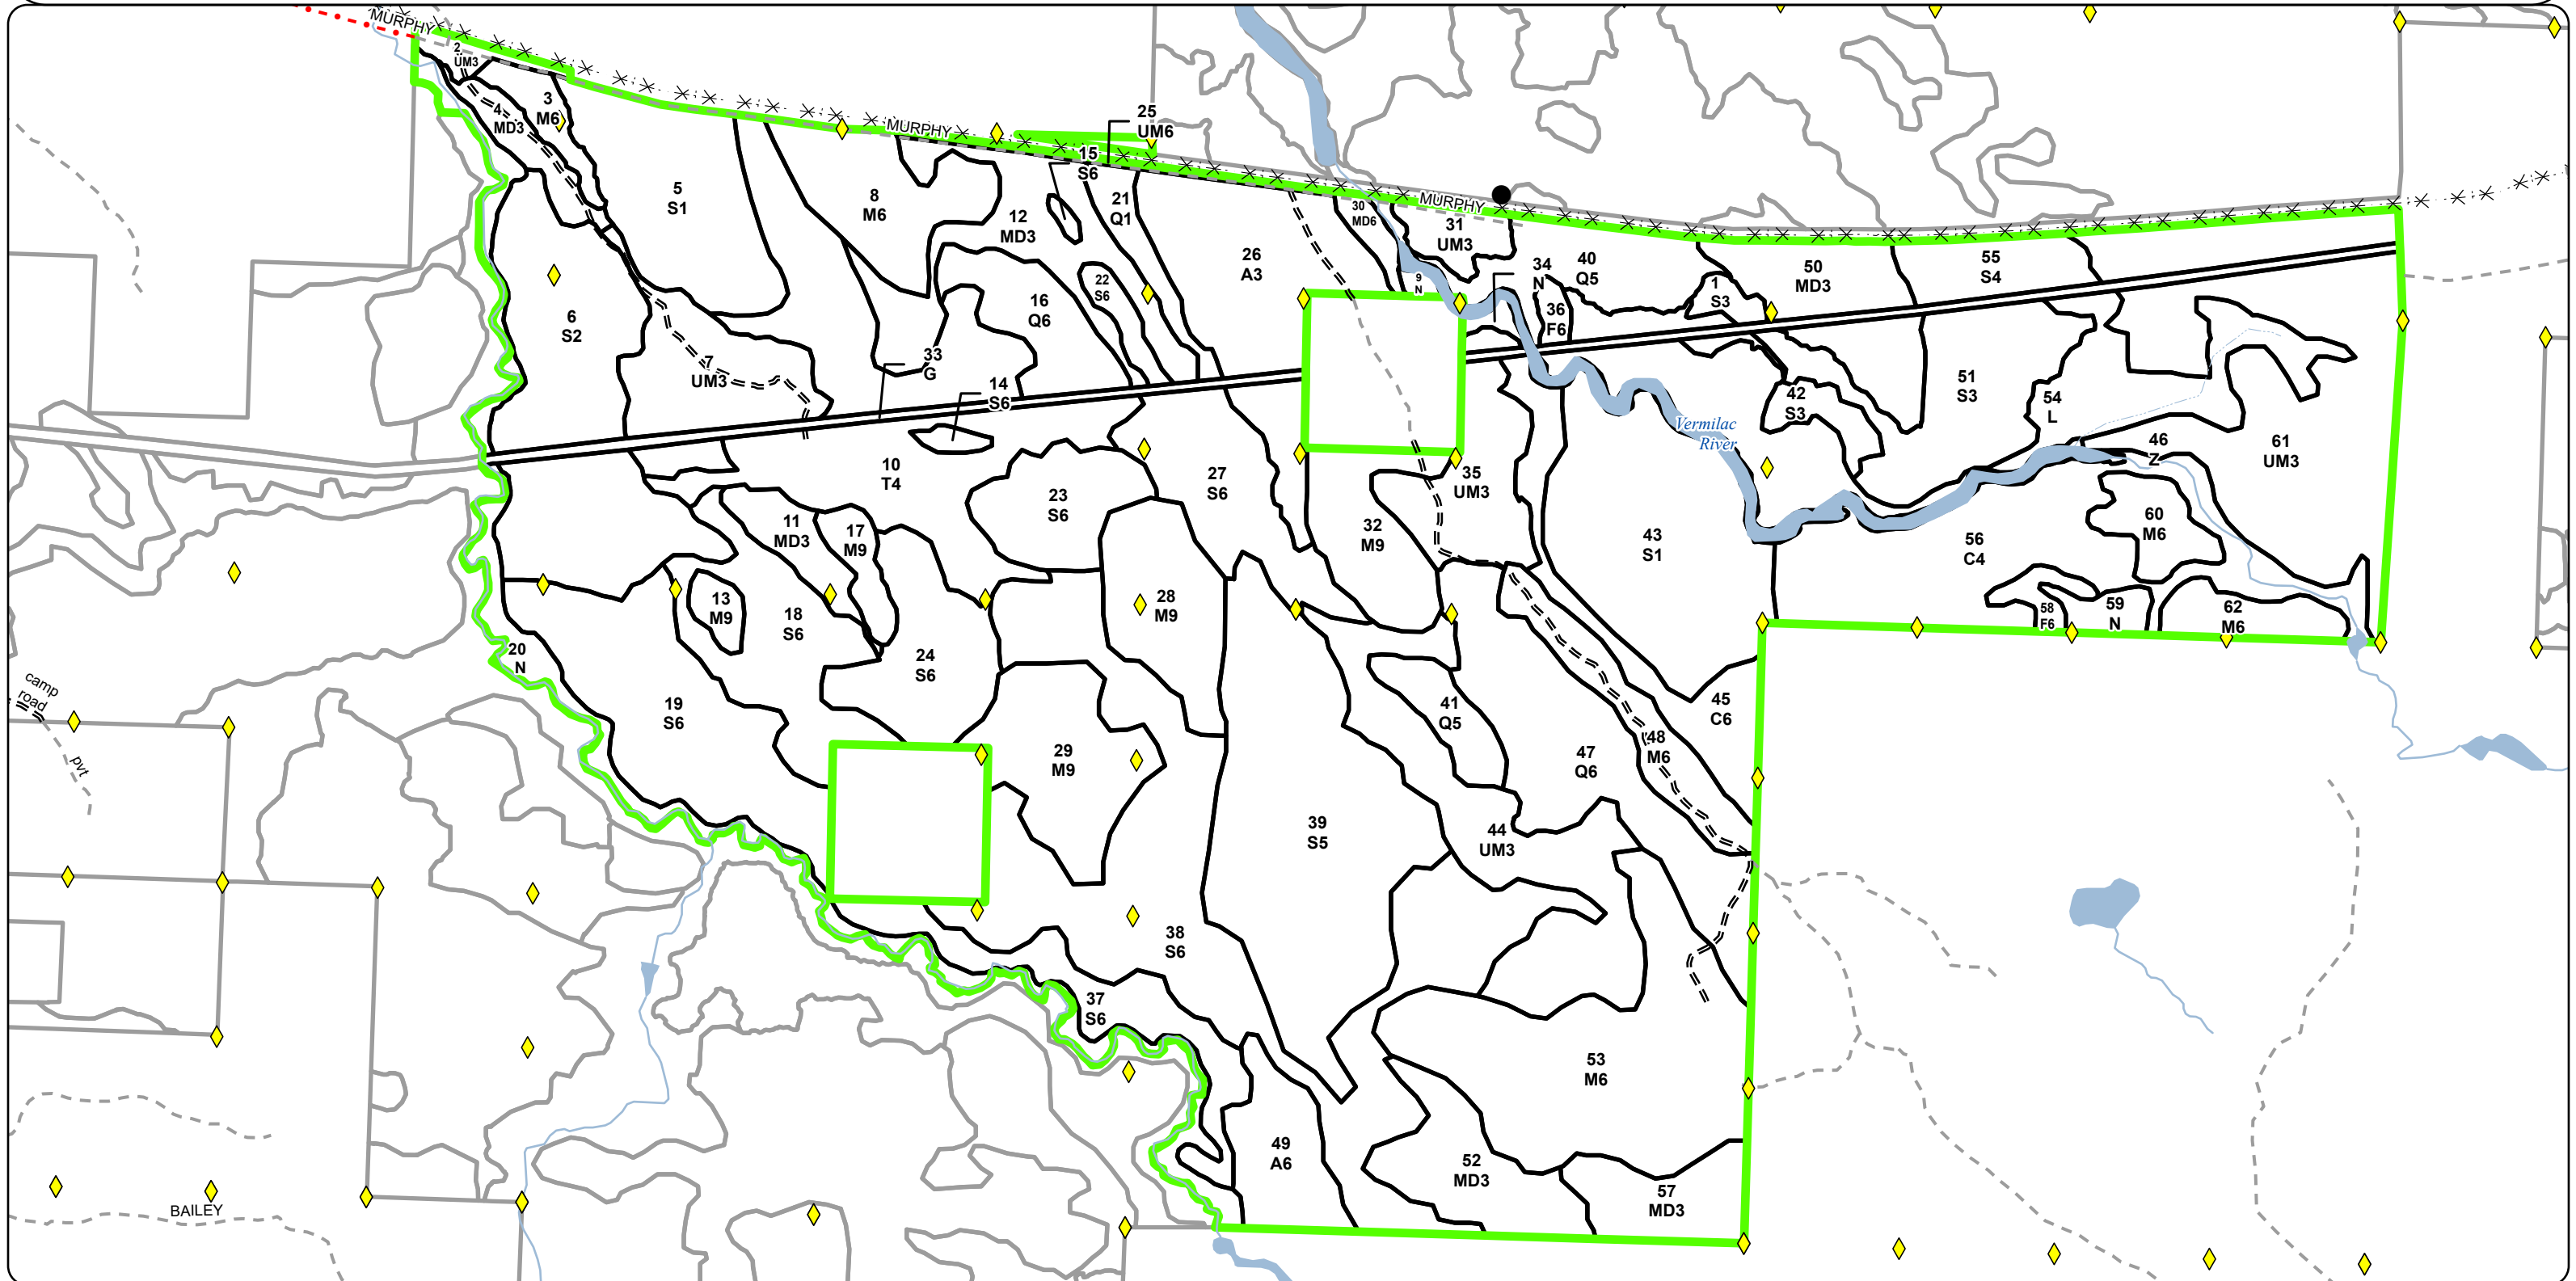 MURPHY
2
UM3
3
M6
4
MD3
MURPHY
25
UM6
15
S6
5
S1
8
M6
12
MD3
21
Q1
30
MD6
MURPHY
31
UM3
26
A3
9
N
34
N
40
Q5
1
S3
50
MD3
55
S4
6
S2
16
Q6
22
S6
36
F6
7
UM3
33
G
14
S6
42
S3
51
S3
54
L
Vermilac
River
46
Z
61
UM3
10
T4
23
S6
27
S6
35
UM3
11
MD3
17
M9
32
M9
43
S1
56
C4
60
M6
13
M9
18
S6
28
M9
58
F6
59
N
62
M6
20
N
24
S6
camp
road
pvt
19
S6
41
Q5
45
C6
29
M9
47
Q6
48
M6
39
S5
44
UM3
38
S6
37
S6
53
M6
49
A6
52
MD3
57
MD3
BAILEY